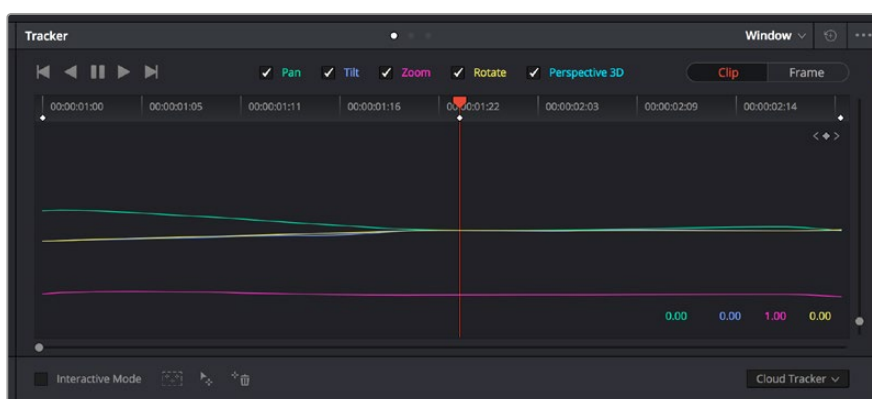 Tracker
Window
Pan Tilt Zoom Rotate Perspective 3D Clip Frame
00:00:01:00 00:00:01:05 00:00:01:11 00:00:01:16 00:00:01:22 00:00:02:03 00:00:02:09 00:00:02:14
0.00 0.00 1.00 0.00
Interactive Mode Cloud Tracker